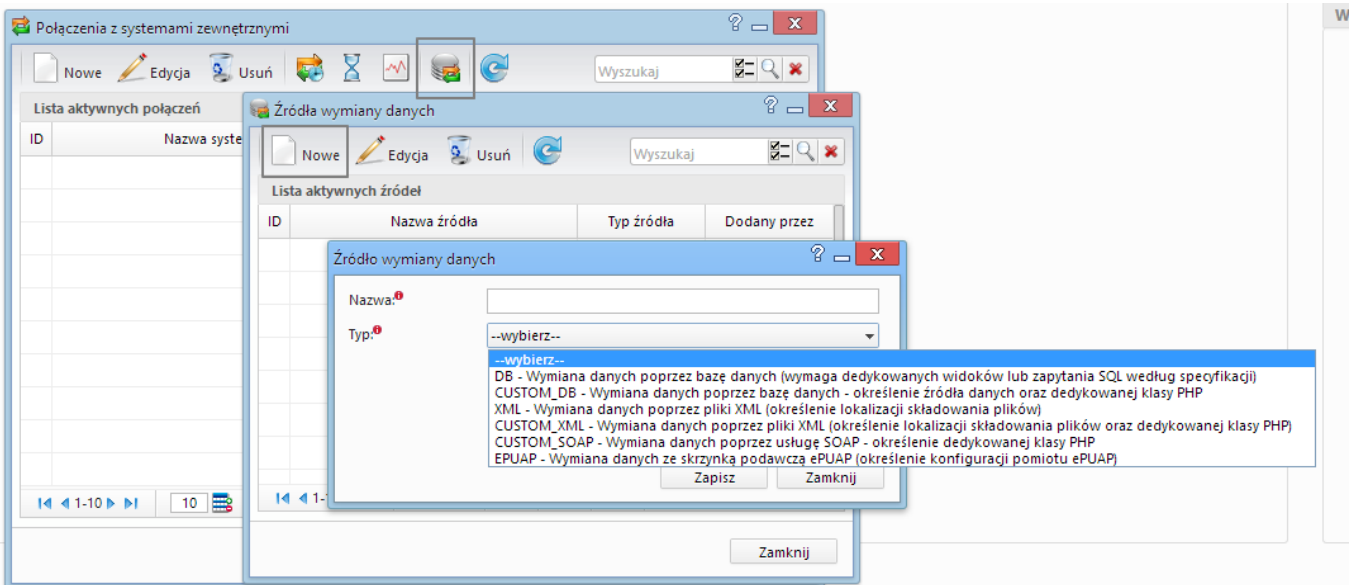 Połączenia z systemami zewnętrznymi
W
Nowe Edycja Usuń Wyszukaj
Lista aktywnych połączeń
ID Nazwa syste
Źródła wymiany danych
Nowe Edycja Usuń Wyszukaj
Lista aktywnych źródeł
ID Nazwa źródła Typ źródła Dodany przez
Źródło wymiany danych
Nazwa:
Typ: --wybierz--
--wybierz--
DB - Wymiana danych poprzez bazę danych (wymaga dedykowanych widoków lub zapytania SQL według specyfikacji)
CUSTOM_DB - Wymiana danych poprzez bazę danych - określenie źródła danych oraz dedykowanej klasy PHP
XML - Wymiana danych poprzez pliki XML (określenie lokalizacji składowania plików)
CUSTOM_XML - Wymiana danych poprzez pliki XML (określenie lokalizacji składowania plików oraz dedykowanej klasy PHP)
CUSTOM_SOAP - Wymiana danych poprzez usługę SOAP - określenie dedykowanej klasy PHP
EPUAP - Wymiana danych ze skrzynką podawczą ePUAP (określenie konfiguracji pomiotu ePUAP)
Zapisz Zamknij
1-10 10 1-
Zamknij